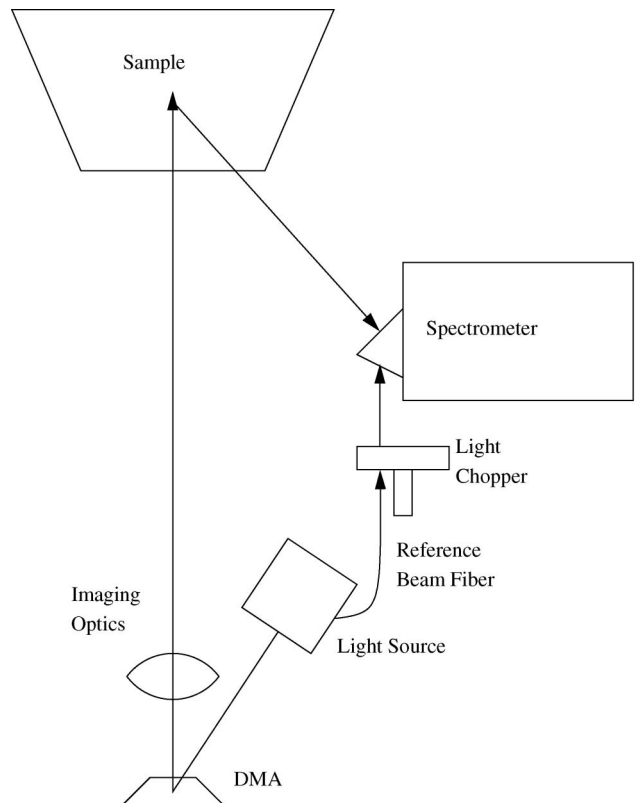 Sample
Spectrometer
Light
Chopper
Reference
Beam Fiber
Imaging
Optics
Light Source
DMA